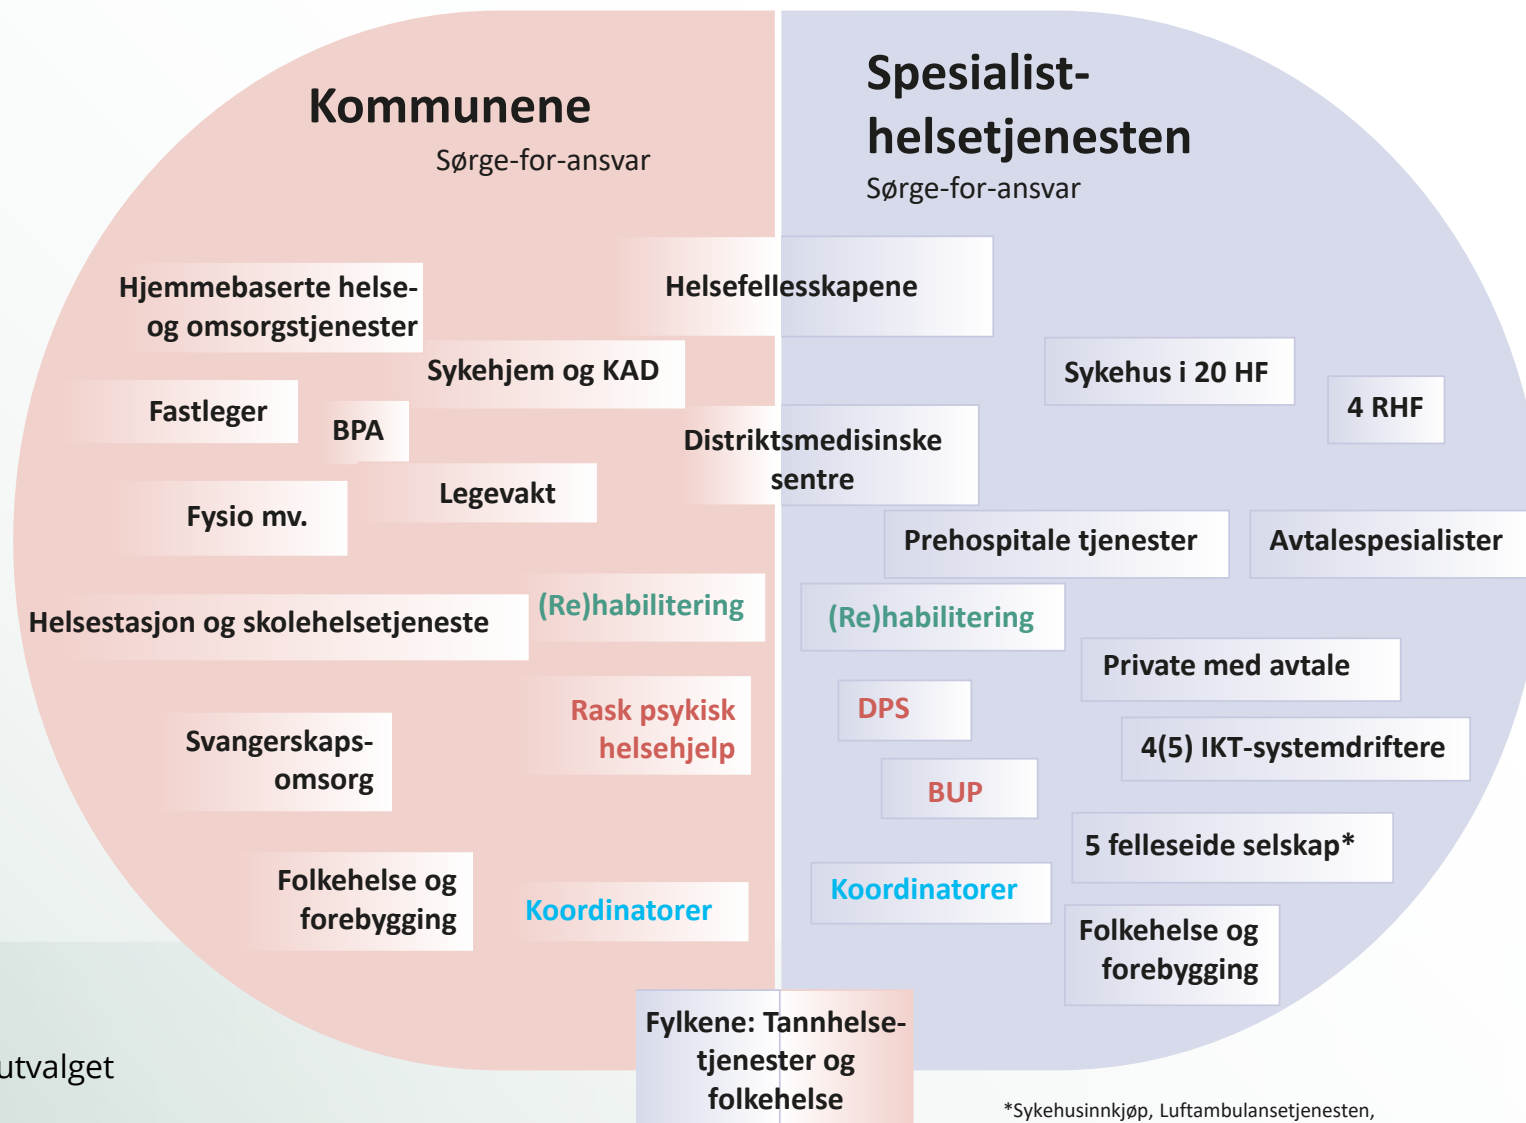 Kommunene
Sørge-for-ansvar
Spesialist-
helsetjenesten
Sørge-for-ansvar
Hjemmebaserte helse-
og omsorgstjenester
Helsefellesskapene
Sykehjem og KAD
Sykehus i 20 HF
Fastleger
BPA
4 RHF
Distriktsmedisinske
sentre
Legevakt
Fysio mv.
Prehospitale tjenester
Avtalespesialister
(Re)habilitering
(Re)habilitering
Helsestasjon og skolehelsetjeneste
Private med avtale
Rask psykisk
helsehjelp
DPS
Svangerskaps-
omsorg
4(5) IKT-systemdriftere
BUP
5 felleseide selskap*
Folkehelse og
forebygging
Koordinatorer
Koordinatorer
Folkehelse og
forebygging
Fylkene: Tannhelse-
tjenester og
folkehelse
utvalget
*Sykehusinnkjøp, Luftambulansetjenesten,